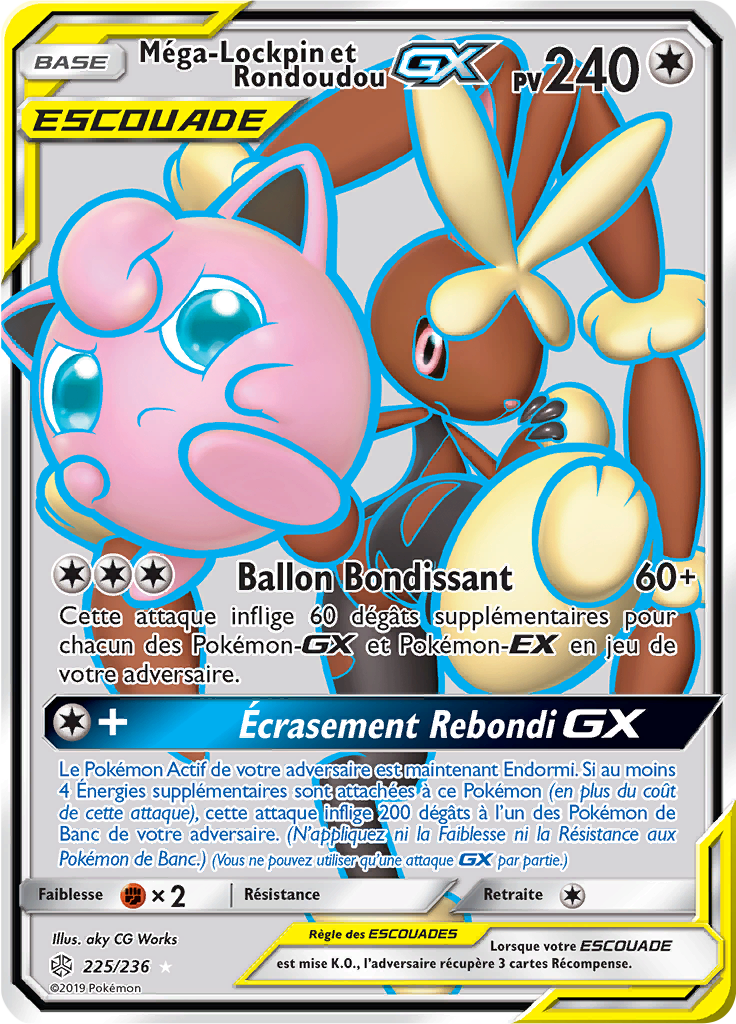 BASE
Méga-Lockpin et
Rondoudou GX
PV 240
ESCOUADE
Ballon Bondissant 60+
Cette attaque inflige 60 dégâts supplémentaires pour
chacun des Pokémon-GX et Pokémon-EX en jeu de
votre adversaire.
+ Écrasement Rebondi GX
Le Pokémon Actif de votre adversaire est maintenant Endormi. Si au moins
4 Énergies supplémentaires sont attachées à ce Pokémon (en plus du coût
de cette attaque), cette attaque inflige 200 dégâts à l'un des Pokémon de
Banc de votre adversaire. (N'appliquez ni la Faiblesse ni la Résistance aux
Pokémon de Banc.) (Vous ne pouvez utiliser qu'une attaque GX par partie.)
Faiblesse ×2 Résistance Retraite
Illus. aky CG Works
225/236
©2019 Pokémon
Règle des ESCOUADES
Lorsque votre ESCOUADE
est mise K.O., l'adversaire récupère 3 cartes Récompense.